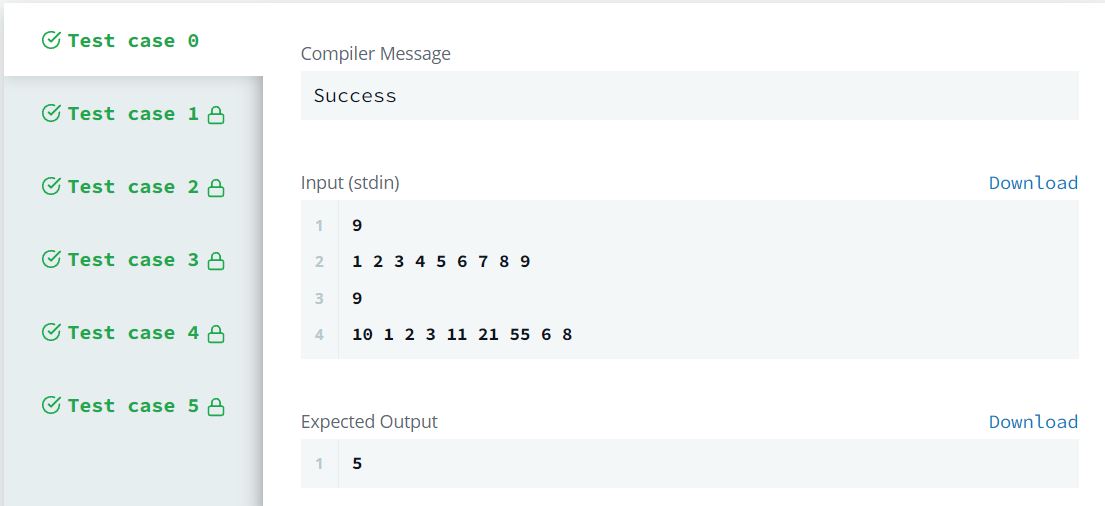 Test case 0
Test case 1
Test case 2
Test case 3
Test case 4
Test case 5
Compiler Message
Success
Input (stdin)
Download
1 9
2 1 2 3 4 5 6 7 8 9
3 9
4 10 1 2 3 11 21 55 6 8
Expected Output
Download
1 5